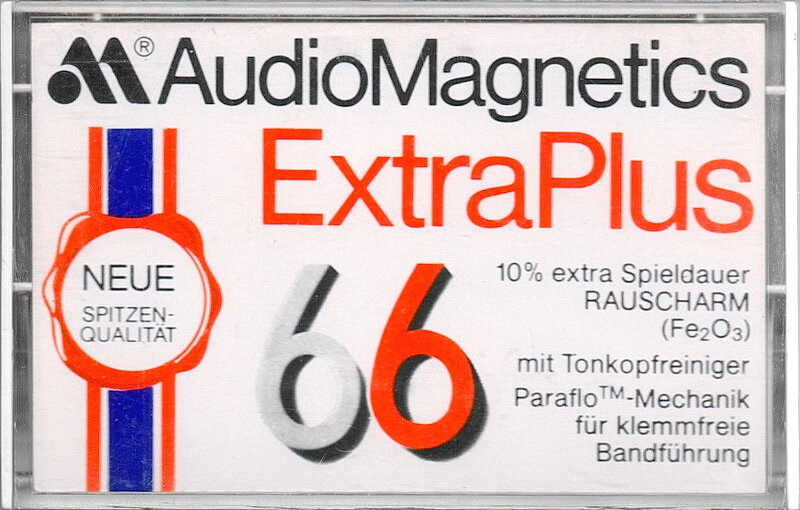 ® AudioMagnetics
ExtraPlus
NEUE
SPITZEN-
QUALITÄT
66
10% extra Spieldauer
RAUSCHARM
(Fe₂O₃)
mit Tonkopfreiniger
Paraflo™-Mechanik
für klemmfreie
Bandführung